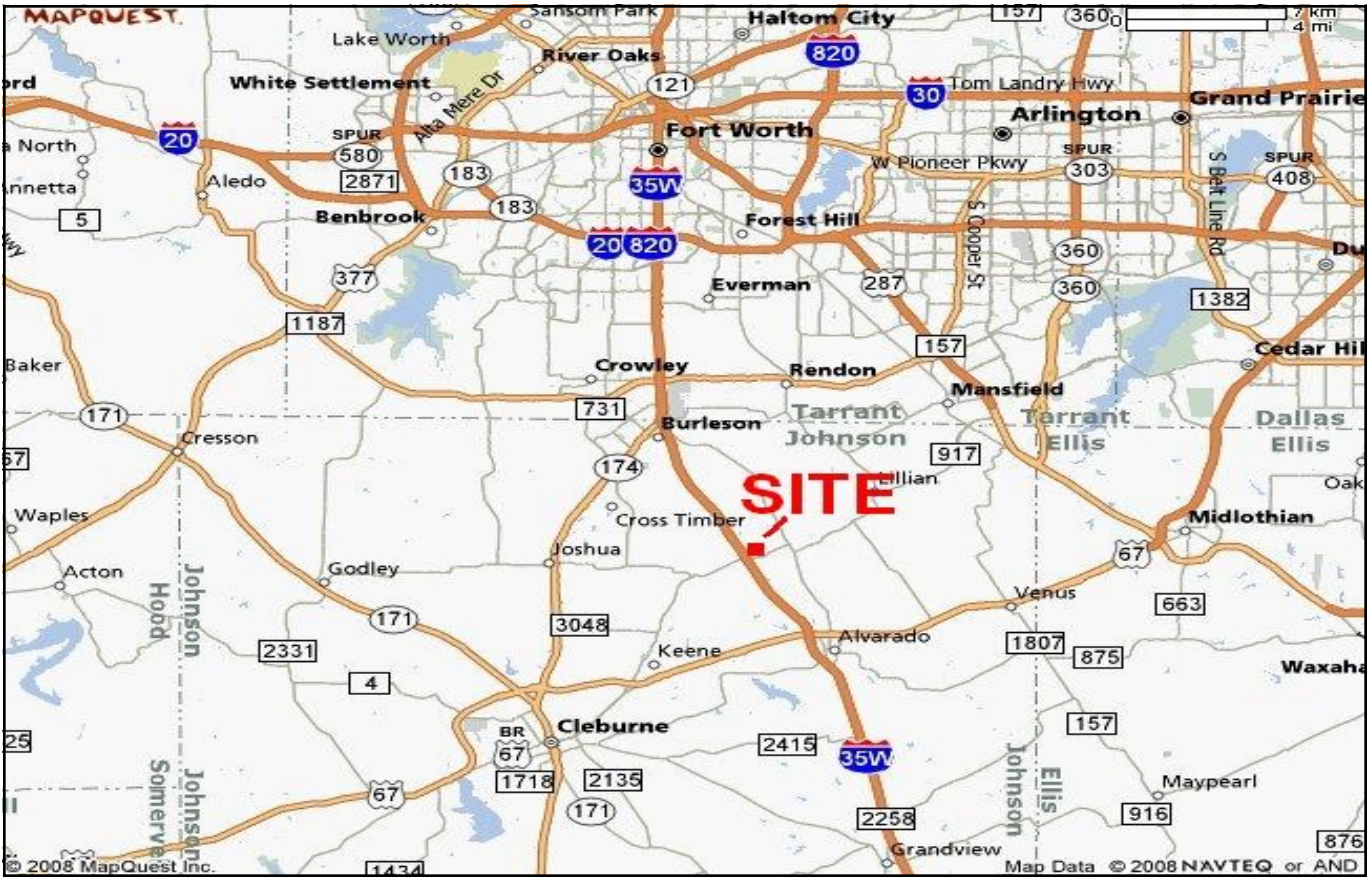 MAPQUEST.
Sansom Park
Haltom City
157
360
0
7 km
4 mi
Lake Worth
River Oaks
820
White Settlement
121
30
Tom Landry Hwy
Grand Prairie
ord
Alta Mere Dr
Arlington
20
SPUR
580
Fort Worth
a North
W Pioneer Pkwy
SPUR
303
SPUR
408
S Belt Line Rd
nnetta
Aledo
2871
183
35W
5
Benbrook
183
Forest Hill
S Cooper St
20
820
360
Du
wy
377
Everman
287
360
1382
1187
157
Baker
Crowley
Rendon
Cedar Hil
Mansfield
171
731
Tarrant
Johnson
Tarrant
Ellis
Dallas
Ellis
Burleson
Cresson
67
174
917
Lillian
SITE
Oak
Waples
Cross Timber
Midlothian
Joshua
67
Acton
Godley
Hood
Johnson
Venus
663
171
3048
Alvarado
2331
Keene
1807
875
Waxaha
4
Cleburne
157
25
BR
67
2415
35W
1718
2135
Johnson
Ellis
Maypearl
67
Somerve
Johnson
171
2258
916
876
Grandview
1434
© 2008 MapQuest Inc.
Map Data © 2008 NAVTEQ or AND